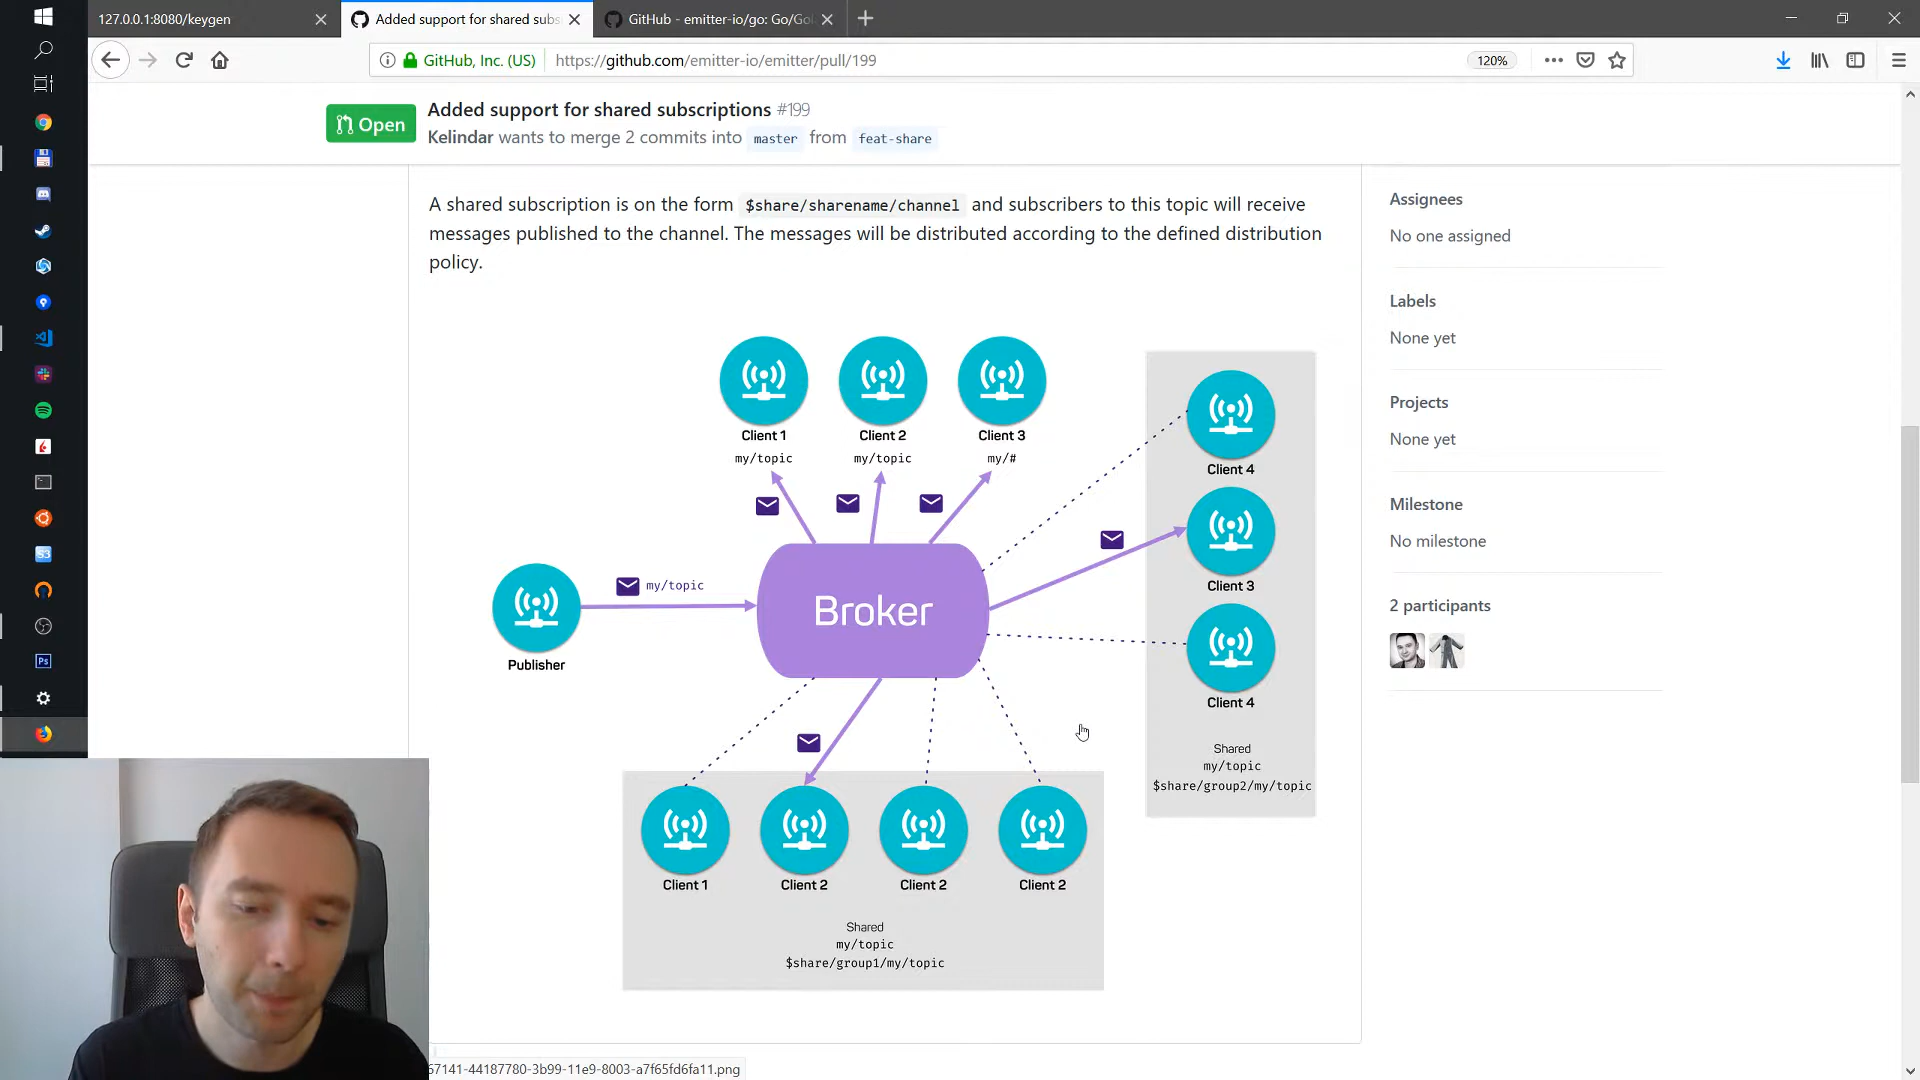 127.0.0.1:8080/keygen
Added support for shared subs
GitHub - emitter-io/go: Go/Gol
GitHub, Inc. (US)
https://github.com/emitter-io/emitter/pull/199
120%
Open
Added support for shared subscriptions #199
Kelindar wants to merge 2 commits into master from feat-share
A shared subscription is on the form $share/sharename/channel and subscribers to this topic will receive
messages published to the channel. The messages will be distributed according to the defined distribution
policy.
Client 1
my/topic
Client 2
my/topic
Client 3
my/#
Client 4
Client 3
Client 4
Shared
my/topic
$share/group2/my/topic
Publisher
my/topic
Broker
Client 1
Client 2
Client 2
Client 2
Shared
my/topic
$share/group1/my/topic
Assignees
No one assigned
Labels
None yet
Projects
None yet
Milestone
No milestone
2 participants
S3
Ps
67141-44187780-3b99-11e9-8003-a7f65fd6fa11.png